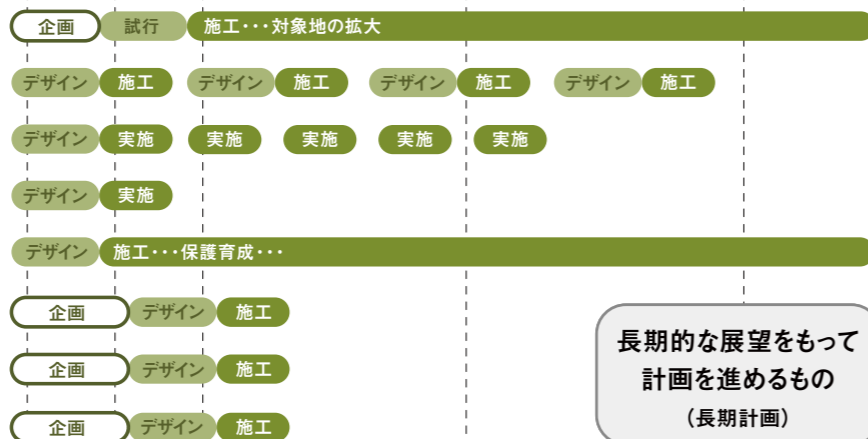 企画 試行 施工・・・対象地の拡大
デザイン 施工 デザイン 施工 デザイン 施工 デザイン 施工
デザイン 実施 実施 実施 実施 実施
デザイン 実施
デザイン 施工・・・保護育成・・・
企画 デザイン 施工
企画 デザイン 施工
企画 デザイン 施工
長期的な展望をもって
計画を進めるもの
（長期計画）